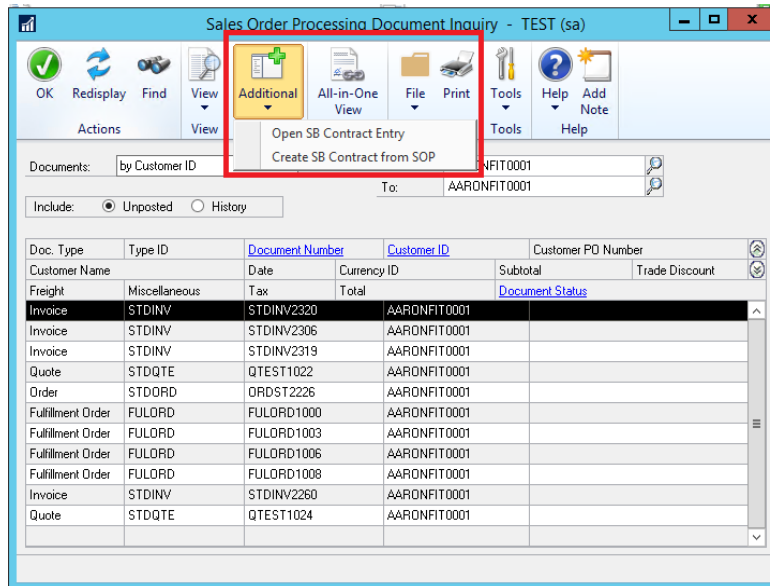 Sales Order Processing Document Inquiry - TEST (sa)
OK Redisplay Find View Additional All-in-One View File Print Tools Help Add Note
Actions View Tools Help
Open SB Contract Entry
Create SB Contract from SOP
Documents: by Customer ID NFIT0001
To: AARONFIT0001
Include: Unposted History
Doc. Type Type ID Document Number Customer ID Customer PO Number
Customer Name Date Currency ID Subtotal Trade Discount
Freight Miscellaneous Tax Total Document Status
Invoice STDINV STDINV2320 AARONFIT0001
Invoice STDINV STDINV2306 AARONFIT0001
Invoice STDINV STDINV2319 AARONFIT0001
Quote STDQTE QTEST1022 AARONFIT0001
Order STDORD ORDST2226 AARONFIT0001
Fulfillment Order FULORD FULORD1000 AARONFIT0001
Fulfillment Order FULORD FULORD1003 AARONFIT0001
Fulfillment Order FULORD FULORD1006 AARONFIT0001
Fulfillment Order FULORD FULORD1008 AARONFIT0001
Invoice STDINV STDINV2260 AARONFIT0001
Quote STDQTE QTEST1024 AARONFIT0001